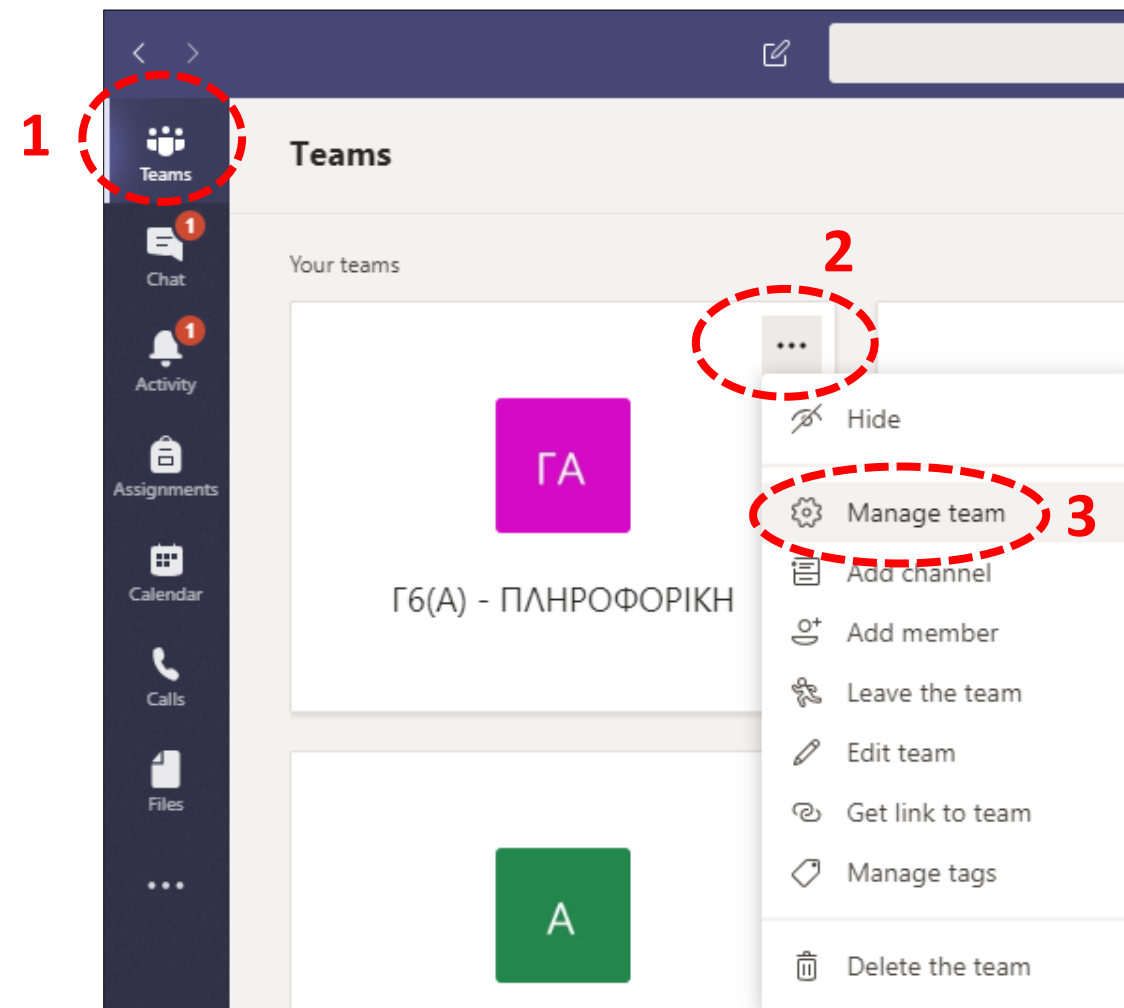 1
Teams
Chat
1
Activity
1
Assignments
Calendar
Calls
Files
Teams
Your teams
2
ΓΑ
Γ6(Α) - ΠΛΗΡΟΦΟΡΙΚΗ
Α
Hide
Manage team
3
Add channel
Add member
Leave the team
Edit team
Get link to team
Manage tags
Delete the team